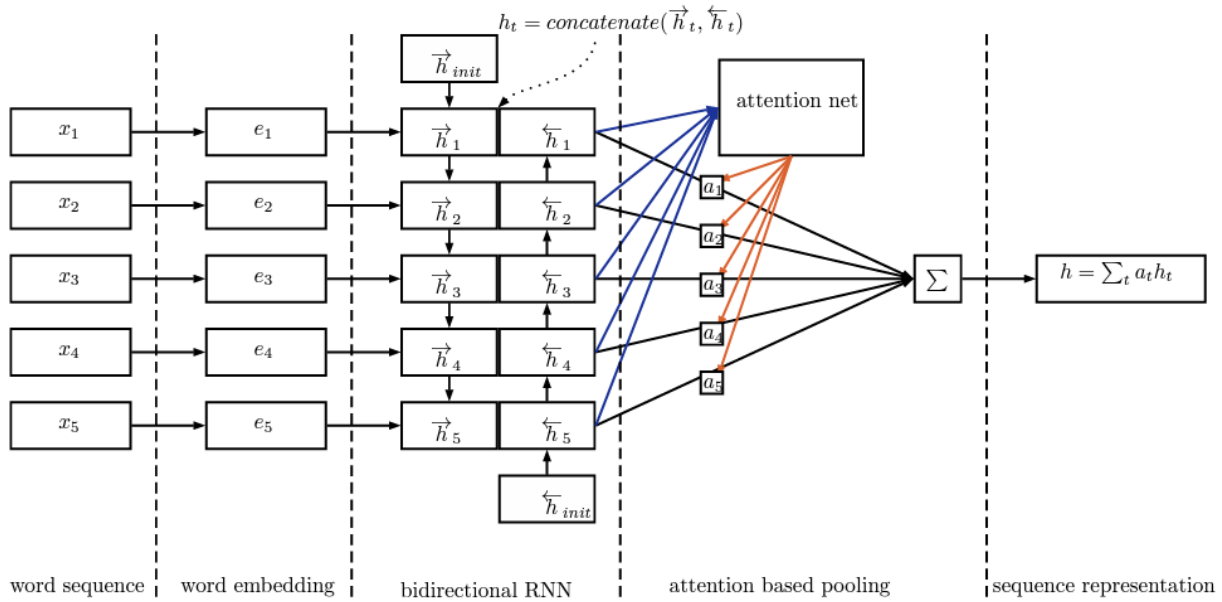 h_t = concatenate(→h_t, ←h_t)
→h_init
attention net
x_1 e_1 →h_1 ←h_1
a_1
x_2 e_2 →h_2 ←h_2
a_2
x_3 e_3 →h_3 ←h_3 a_3 ∑ h = ∑_t a_t h_t
x_4 e_4 →h_4 ←h_4 a_4
a_5
x_5 e_5 →h_5 ←h_5
←h_init
word sequence word embedding bidirectional RNN attention based pooling sequence representation